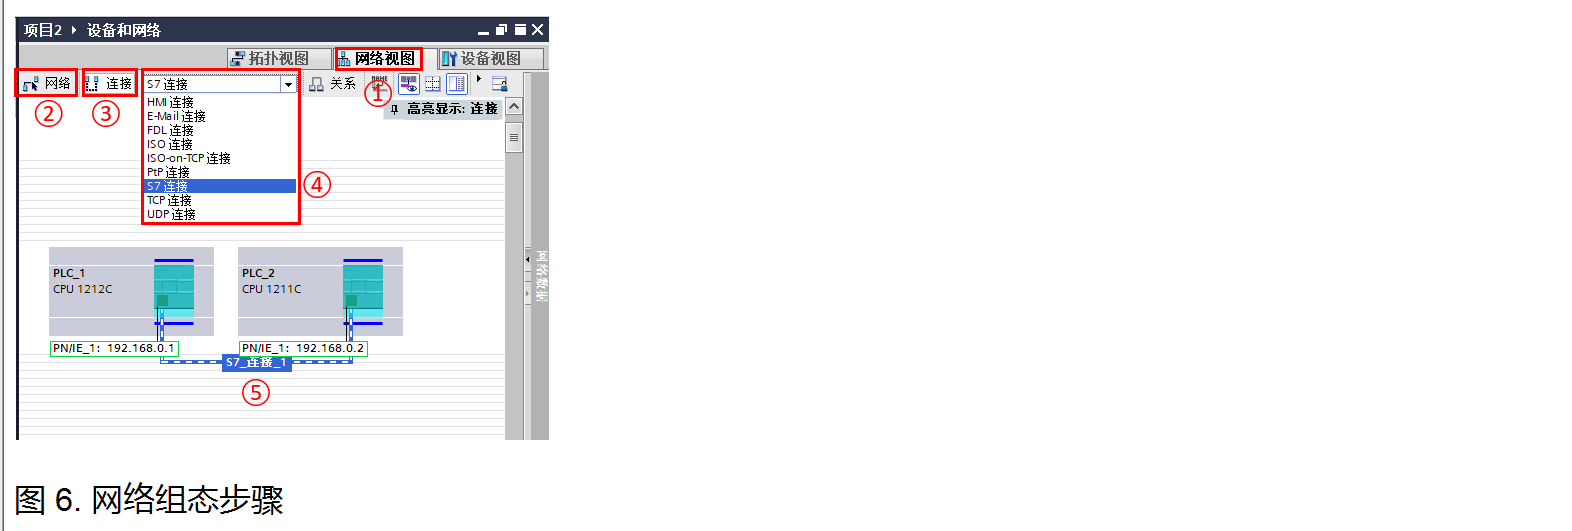 项目2 ▸ 设备和网络
拓扑视图 网络视图 设备视图
网络 连接 S7 连接 关系
① ② ③
高亮显示: 连接
HMI 连接
E-Mail 连接
FDL 连接
ISO 连接
ISO-on-TCP 连接
PtP 连接
S7 连接
④
TCP 连接
UDP 连接
网络数据
PLC_1
CPU 1212C
PLC_2
CPU 1211C
PN/IE_1: 192.168.0.1
PN/IE_1: 192.168.0.2
S7_连接_1
⑤
图 6. 网络组态步骤